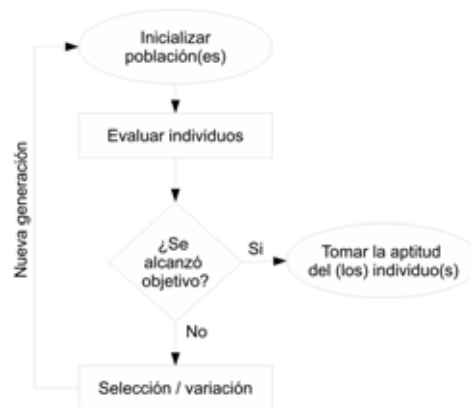 Inicializar
población(es)
Evaluar individuos
Nueva generación
¿Se
alcanzó
objetivo?
Si
Tomar la aptitud
del (los) individuo(s)
No
Selección / variación